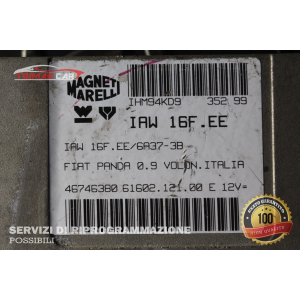 MAGNETI
MARELLI
IHM94KD9 352 99
IAW 16F.EE
IAW 16F.EE/6A37-3B
FIAT PANDA 0.9 VOLUN.ITALIA
46746380 61602.121.00 E 12V=
100
SERVIZI DI RIPROGRAMMAZIONE
POSSIBILI